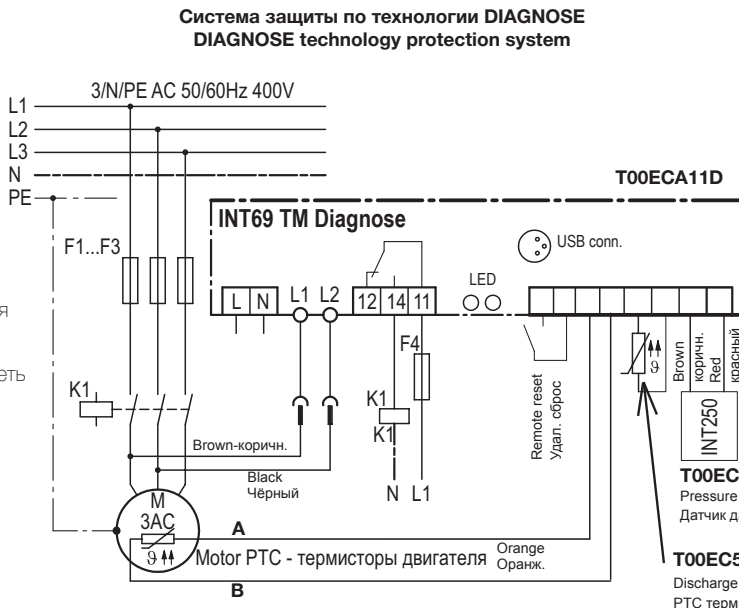 Система защиты по технологии DIAGNOSE
DIAGNOSE technology protection system
3/N/PE AC 50/60Hz 400V
L1
L2
L3
N
PE
T00ECA11D
INT69 TM Diagnose
USB conn.
F1...F3
LED
L N L1 L2 12 14 11
я
еть
F4
K1
K1
K1
Remote reset
Удал. сброс
ϑ
Brown
коричн.
Red
красный
INT250
Brown-коричн.
Black
Чёрный
N L1
T00EC
Pressure
Датчик да
M
3AC
ϑ
A
Motor PTC - термисторы двигателя
Orange
Оранж.
B
T00EC5
Discharge
PTC терм